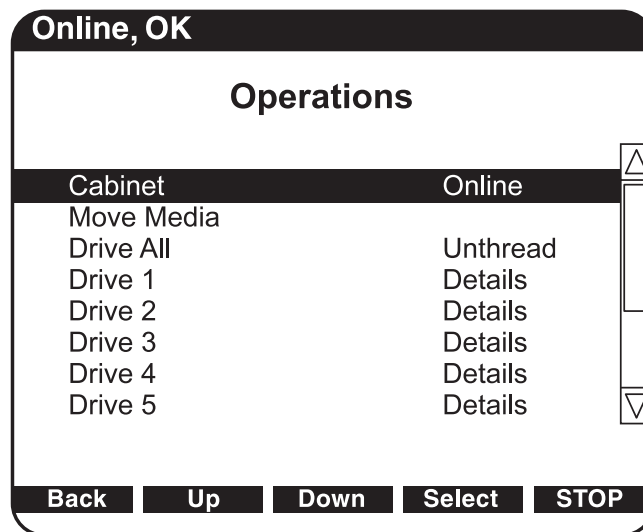 Online, OK
Operations
Cabinet Online
Move Media
Drive All Unthread
Drive 1 Details
Drive 2 Details
Drive 3 Details
Drive 4 Details
Drive 5 Details
Back Up Down Select STOP